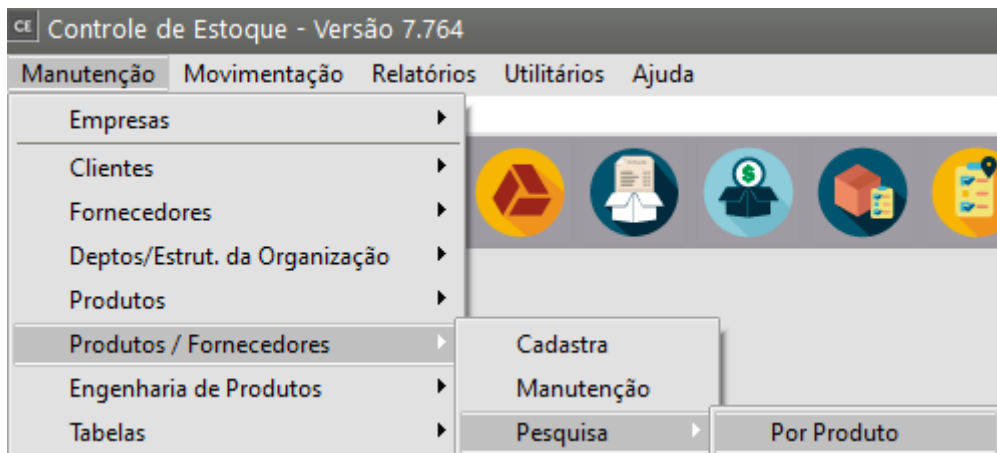 CE Controle de Estoque - Versão 7.764
Manutenção Movimentação Relatórios Utilitários Ajuda
Empresas
Clientes
Fornecedores
Deptos/Estrut. da Organização
Produtos
Produtos / Fornecedores
Cadastra
Engenharia de Produtos
Manutenção
Tabelas
Pesquisa
Por Produto